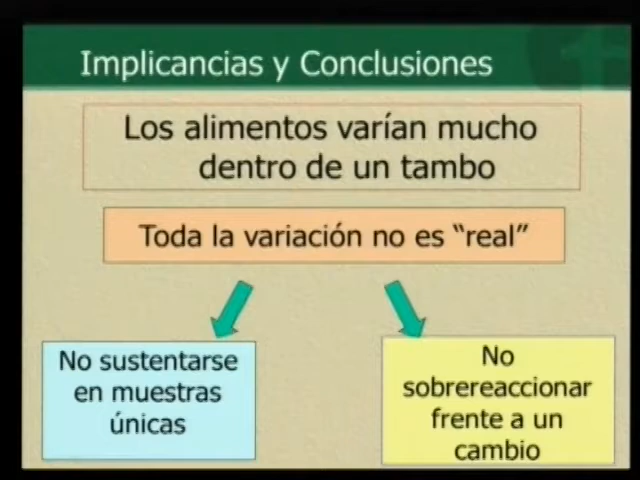 Implicancias y Conclusiones
Los alimentos varían mucho
dentro de un tambo
Toda la variación no es “real”
No sustentarse
en muestras
únicas
No
sobrereaccionar
frente a un
cambio